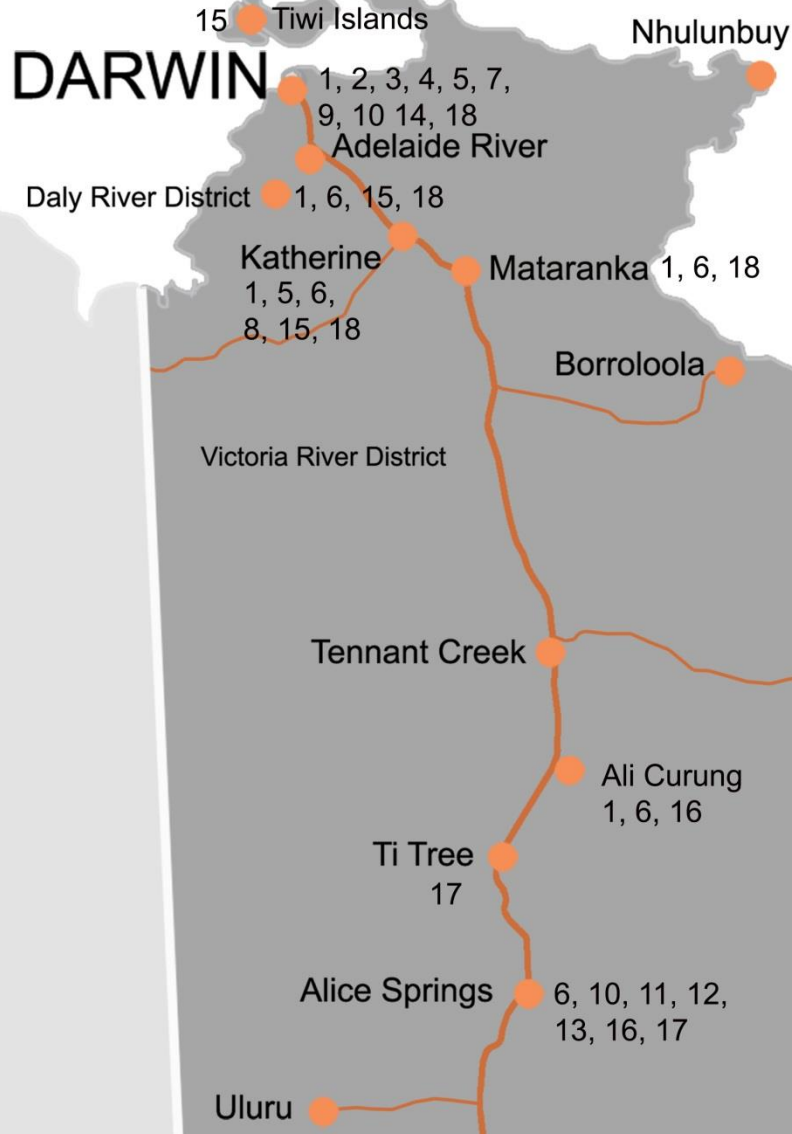 15 Tiwi Islands
Nhulunbuy
DARWIN 1, 2, 3, 4, 5, 7,
9, 10 14, 18
Adelaide River
Daly River District 1, 6, 15, 18
Katherine
1, 5, 6,
8, 15, 18
Mataranka 1, 6, 18
Borroloola
Victoria River District
Tennant Creek
Ali Curung
1, 6, 16
Ti Tree
17
Alice Springs 6, 10, 11, 12,
13, 16, 17
Uluru